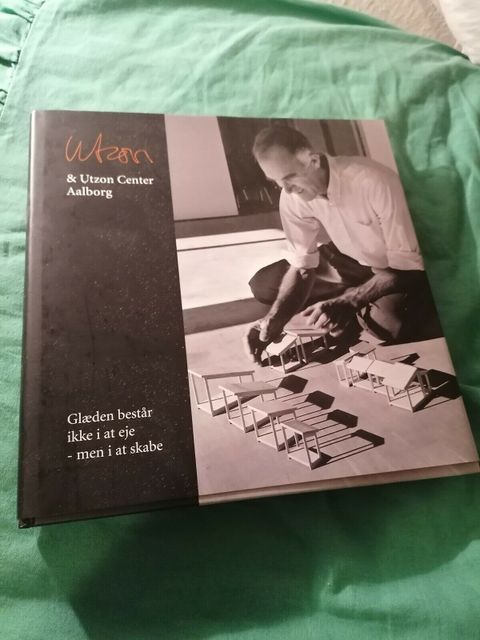 Utzon
& Utzon Center
Aalborg
Glæden består
ikke i at eje
- men i at skabe